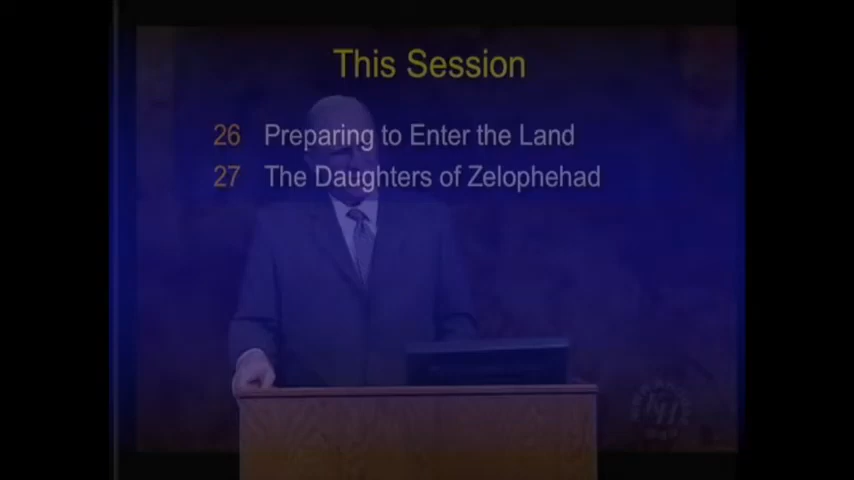 This Session
26 Preparing to Enter the Land
27 The Daughters of Zelophehad